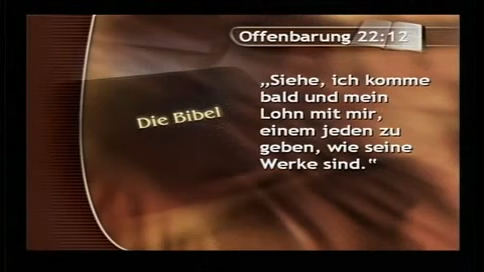 Offenbarung 22:12
„Siehe, ich komme
bald und mein
Lohn mit mir,
einem jeden zu
geben, wie seine
Werke sind."
Die Bibel